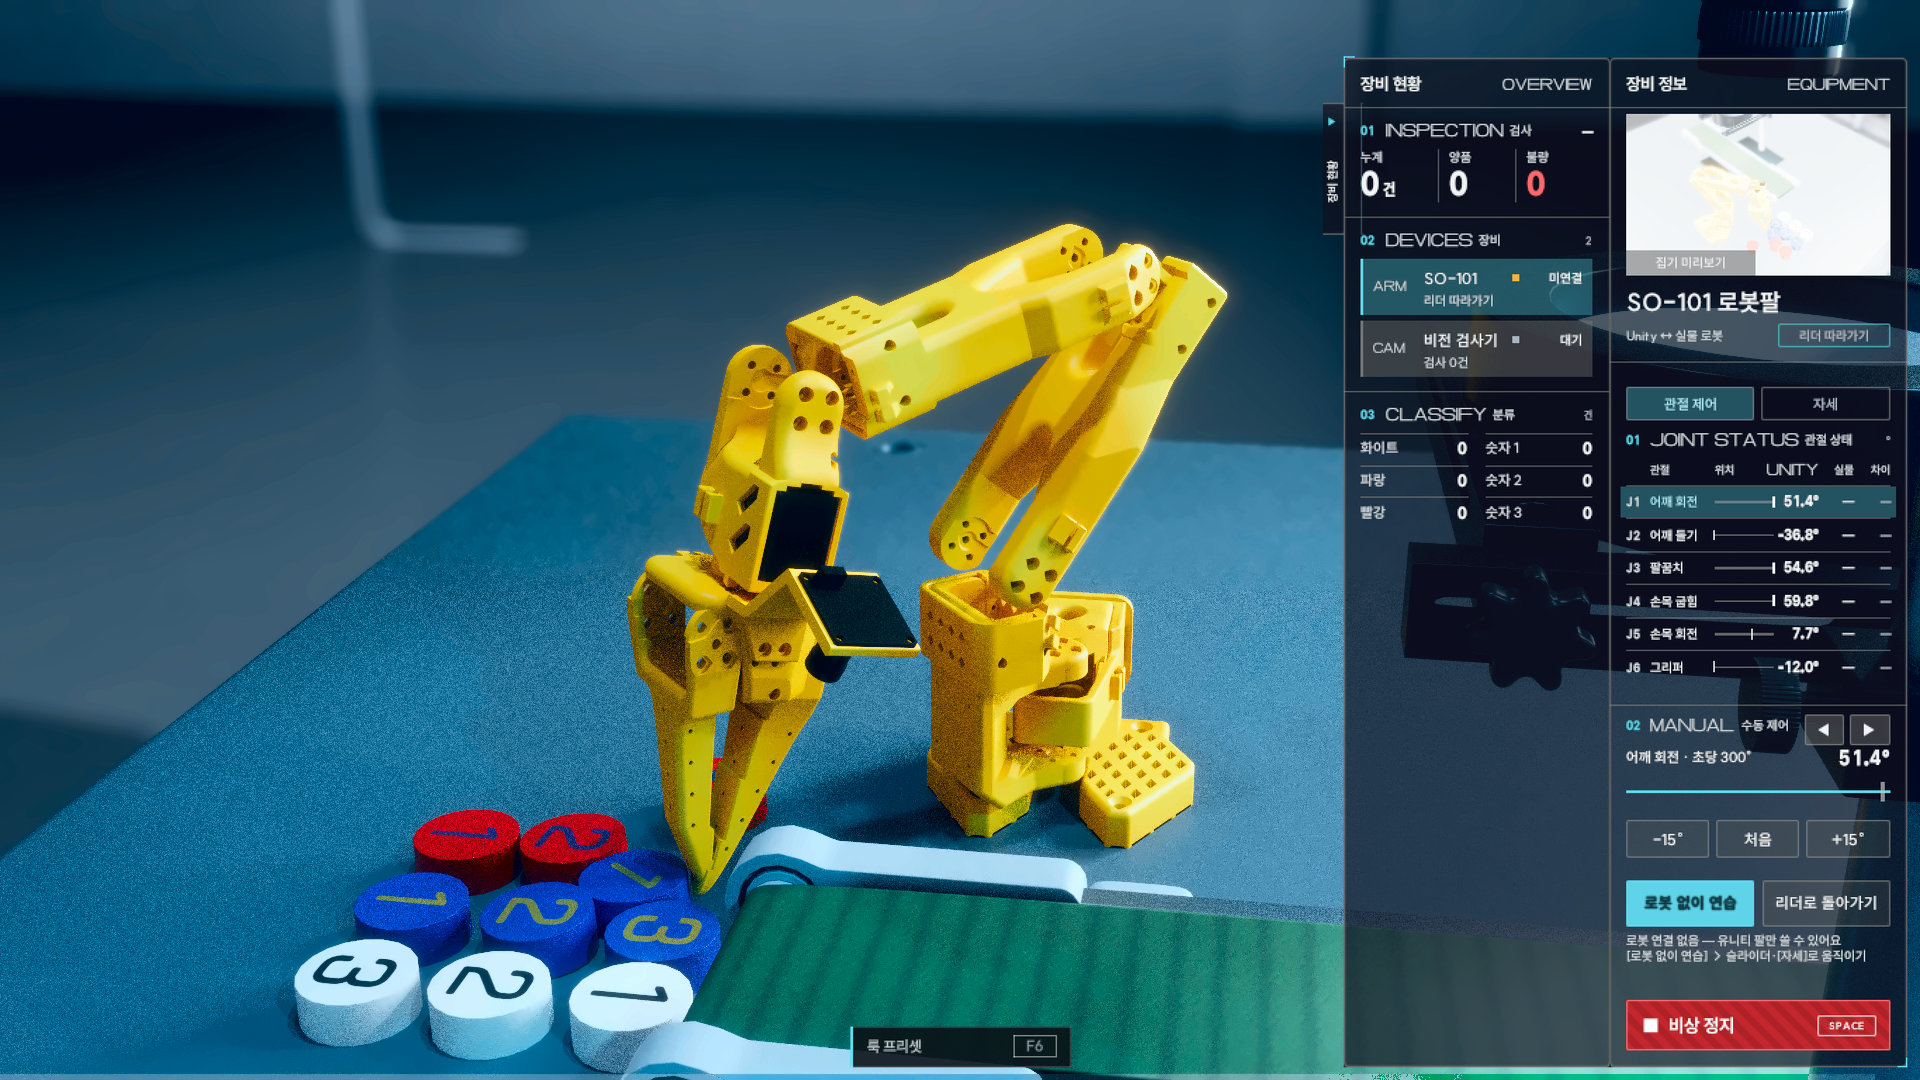 장비 현황 OVERVIEW
장비 현황
01 INSPECTION 검사 –
누계 양품 불량
0건 0 0
02 DEVICES 장비 2
ARM SO-101 미연결
리더 따라가기
CAM 비전 검사기 대기
검사 0건
03 CLASSIFY 분류 건
화이트 0 숫자 1 0
파랑 0 숫자 2 0
빨강 0 숫자 3 0
장비 정보 EQUIPMENT
집기 미리보기
SO-101 로봇팔
Unity ↔ 실물 로봇 리더 따라가기
관절 제어 자세
01 JOINT STATUS 관절 상태 °
관절 위치 UNITY 실물 차이
J1 어깨 회전 51.4° — —
J2 어깨 들기 -36.8° — —
J3 팔꿈치 54.6° — —
J4 손목 굽힘 59.8° — —
J5 손목 회전 7.7° — —
J6 그리퍼 -12.0° — —
02 MANUAL 수동 제어 ◀ ▶
어깨 회전 · 초당 300° 51.4°
-15° 처음 +15°
로봇 없이 연습 리더로 돌아가기
로봇 연결 없음 — 유니티 팔만 쓸 수 있어요
[로봇 없이 연습] > 슬라이더·[자세]로 움직이기
비상 정지 SPACE
1 2
1 2 3 1
3 2 1
룩 프리셋 F6